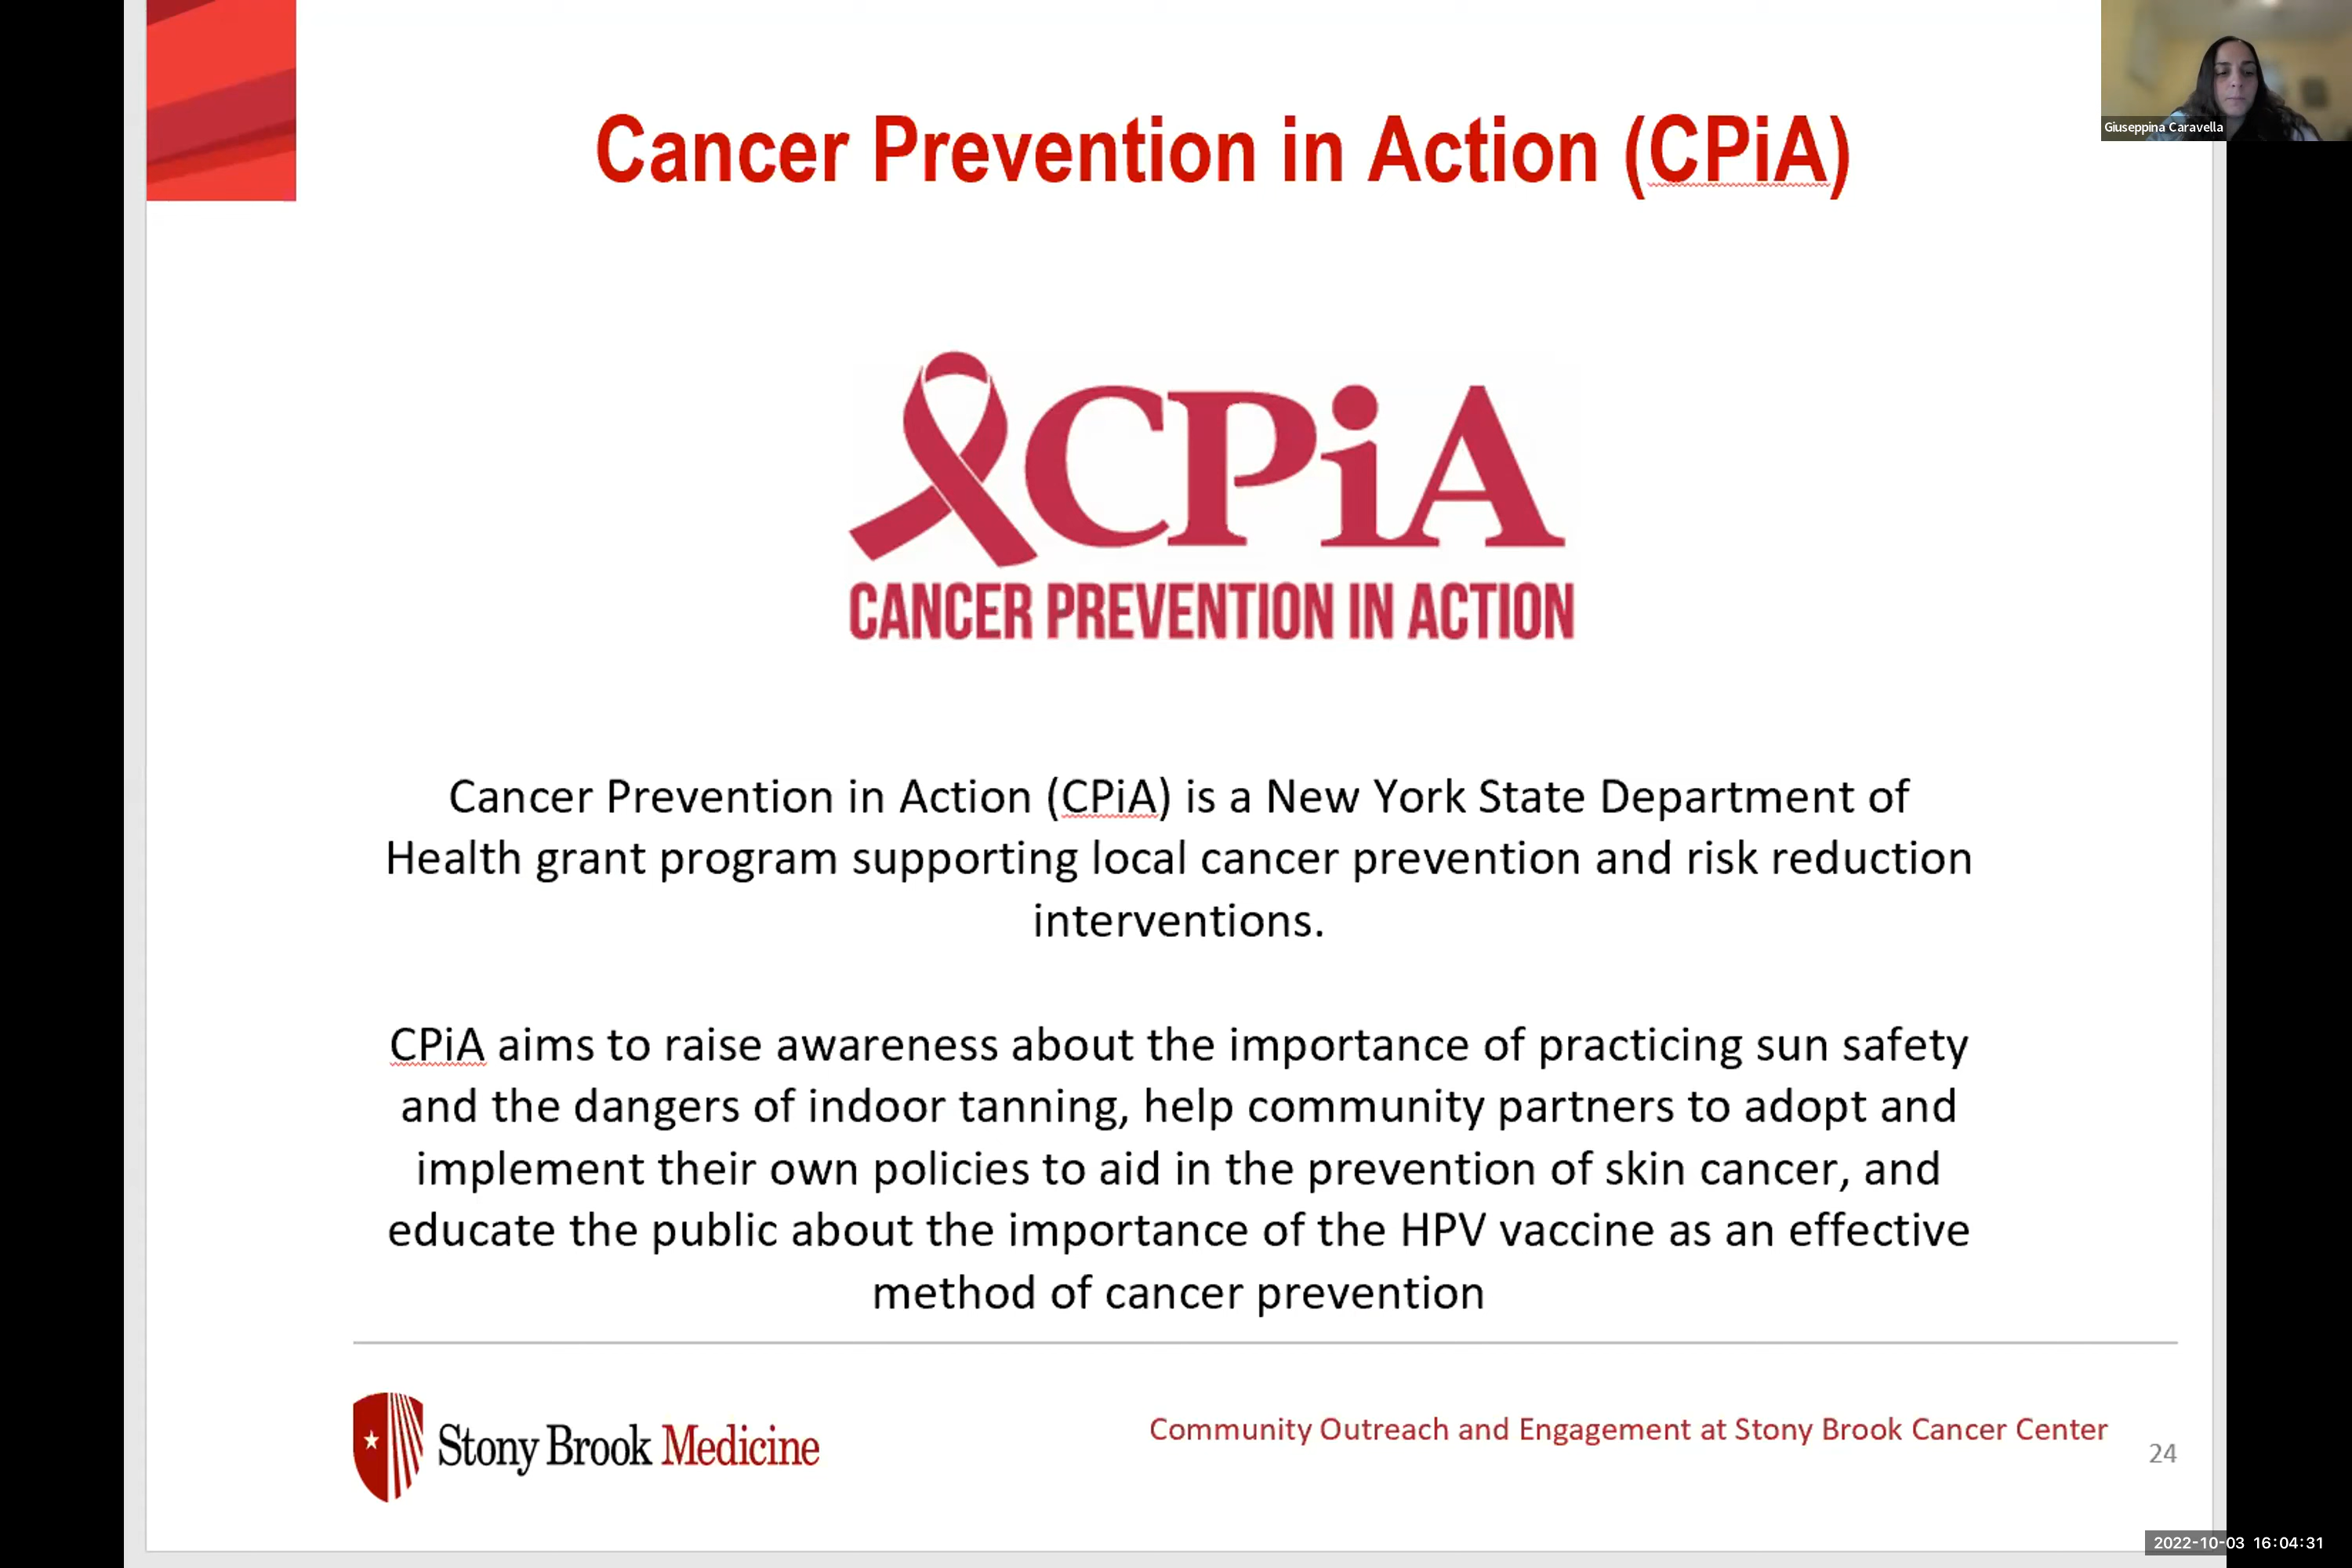 Cancer Prevention in Action (CPiA)
Giuseppina Caravella
CPiA
CANCER PREVENTION IN ACTION
Cancer Prevention in Action (CPiA) is a New York State Department of
Health grant program supporting local cancer prevention and risk reduction
interventions.
CPiA aims to raise awareness about the importance of practicing sun safety
and the dangers of indoor tanning, help community partners to adopt and
implement their own policies to aid in the prevention of skin cancer, and
educate the public about the importance of the HPV vaccine as an effective
method of cancer prevention
Stony Brook Medicine
Community Outreach and Engagement at Stony Brook Cancer Center
24
2022-10-03 16:04:31